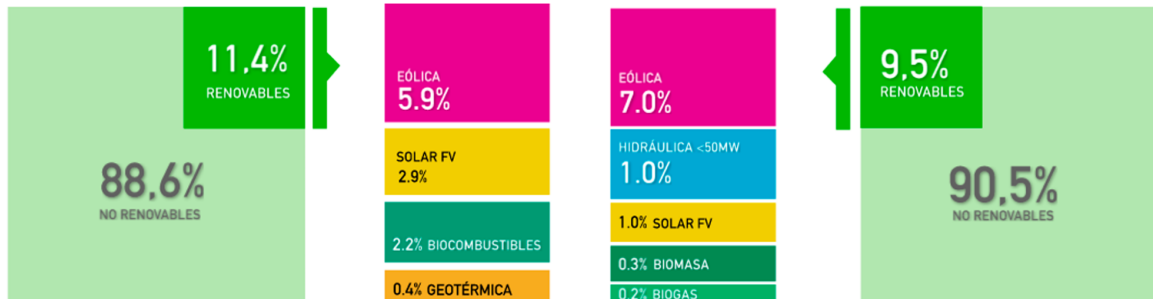 11,4%
RENOVABLES
88,6%
NO RENOVABLES
EÓLICA
5.9%
SOLAR FV
2.9%
2.2% BIOCOMBUSTIBLES
0.4% GEOTÉRMICA
EÓLICA
7.0%
HIDRÁULICA <50MW
1.0%
1.0% SOLAR FV
0.3% BIOMASA
0.2% BIOGAS
9,5%
RENOVABLES
90,5%
NO RENOVABLES